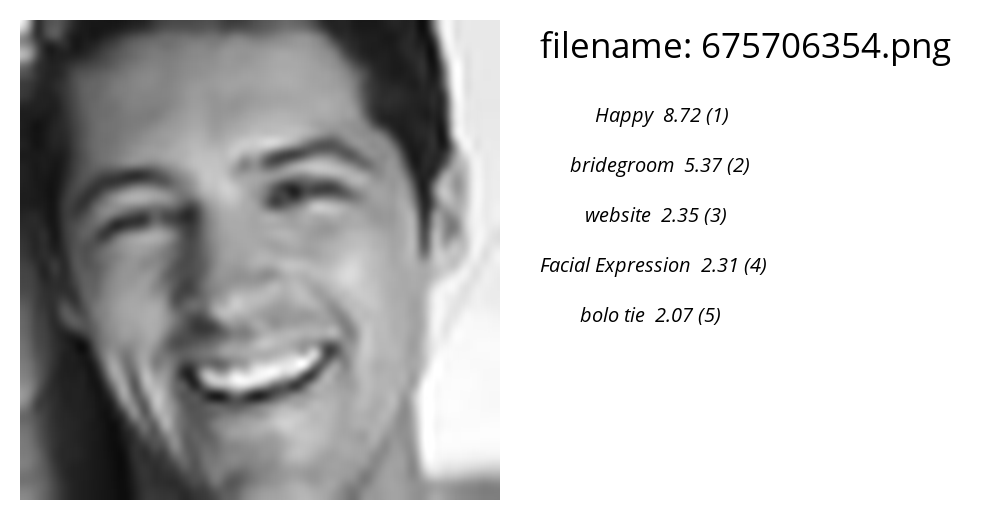 filename: 675706354.png
Happy 8.72 (1)
bridegroom 5.37 (2)
website 2.35 (3)
Facial Expression 2.31 (4)
bolo tie 2.07 (5)